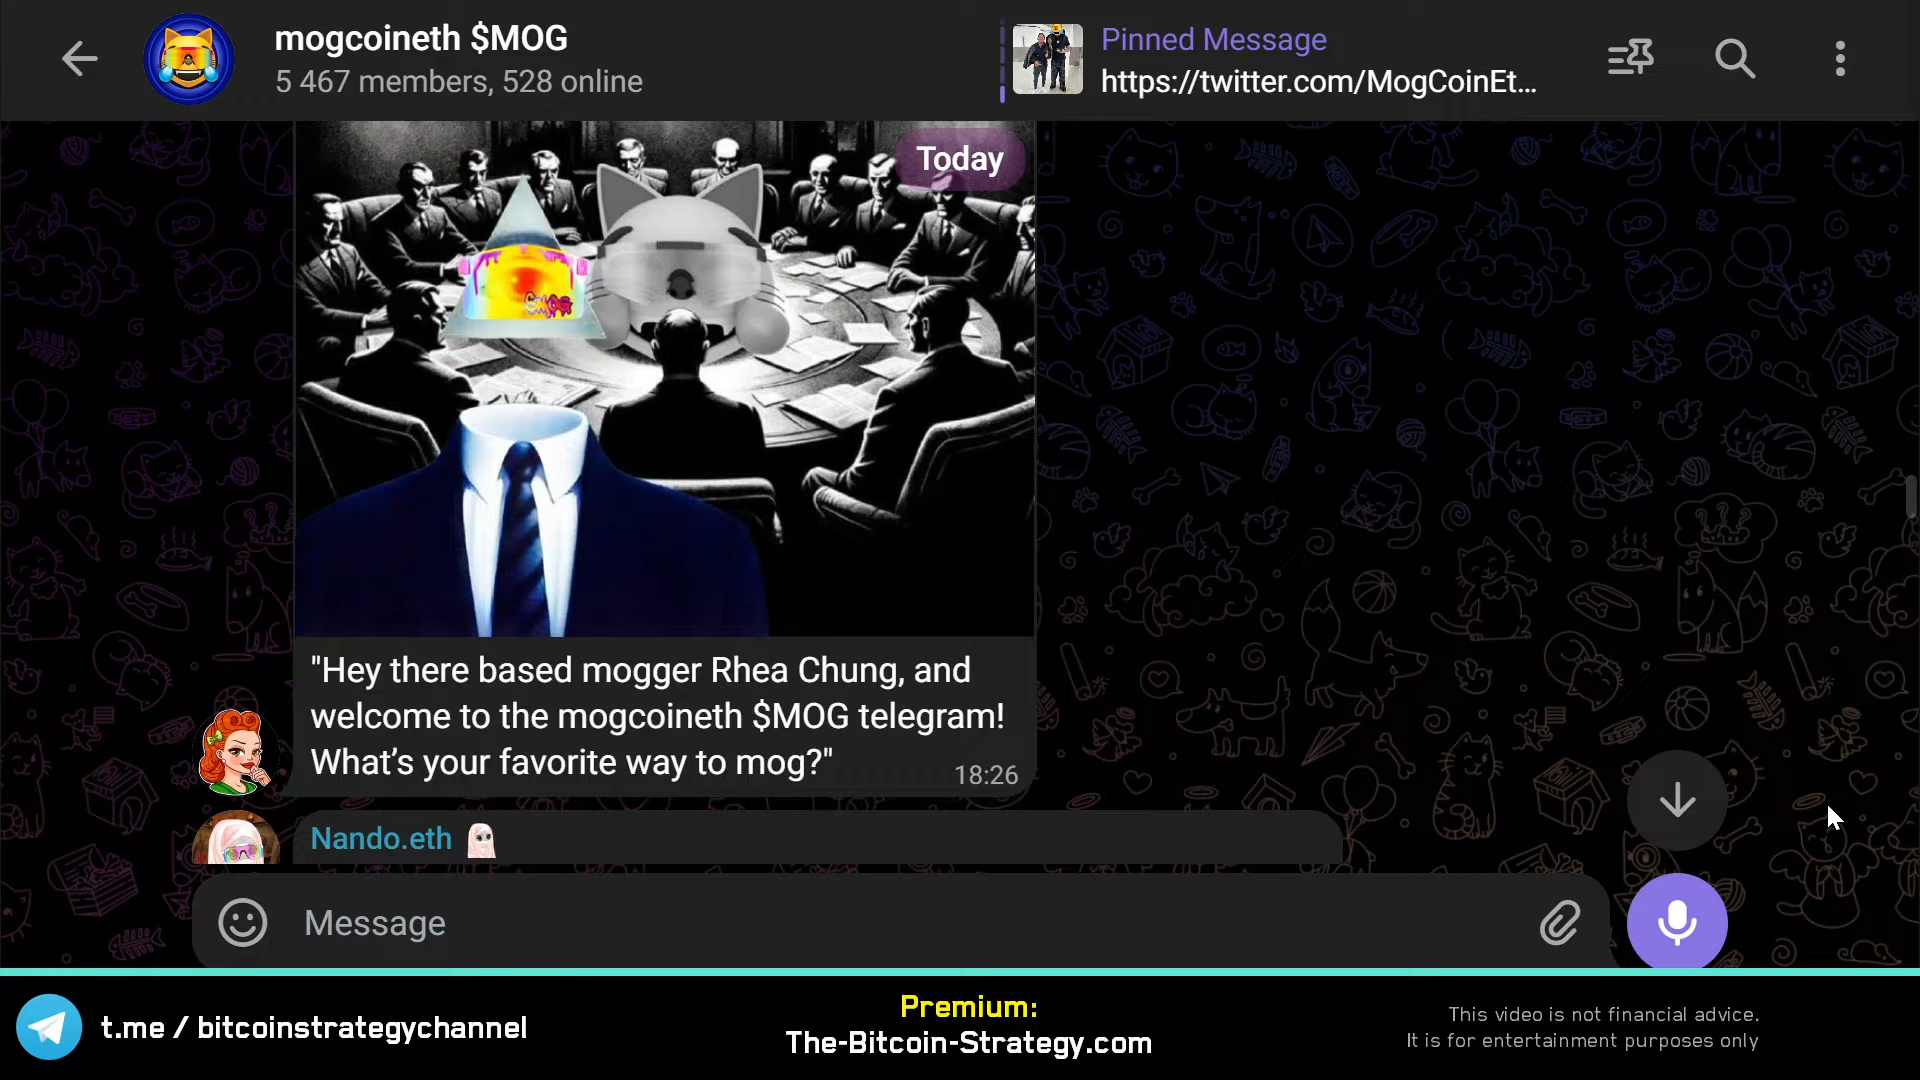 mogcoineth $MOG
5 467 members, 528 online
Pinned Message
https://twitter.com/MogCoinEt...
Today
"Hey there based mogger Rhea Chung, and
welcome to the mogcoineth $MOG telegram!
What's your favorite way to mog?"
18:26
Nando.eth
Message
t.me / bitcoinstrategychannel
Premium:
The-Bitcoin-Strategy.com
This video is not financial advice.
It is for entertainment purposes only